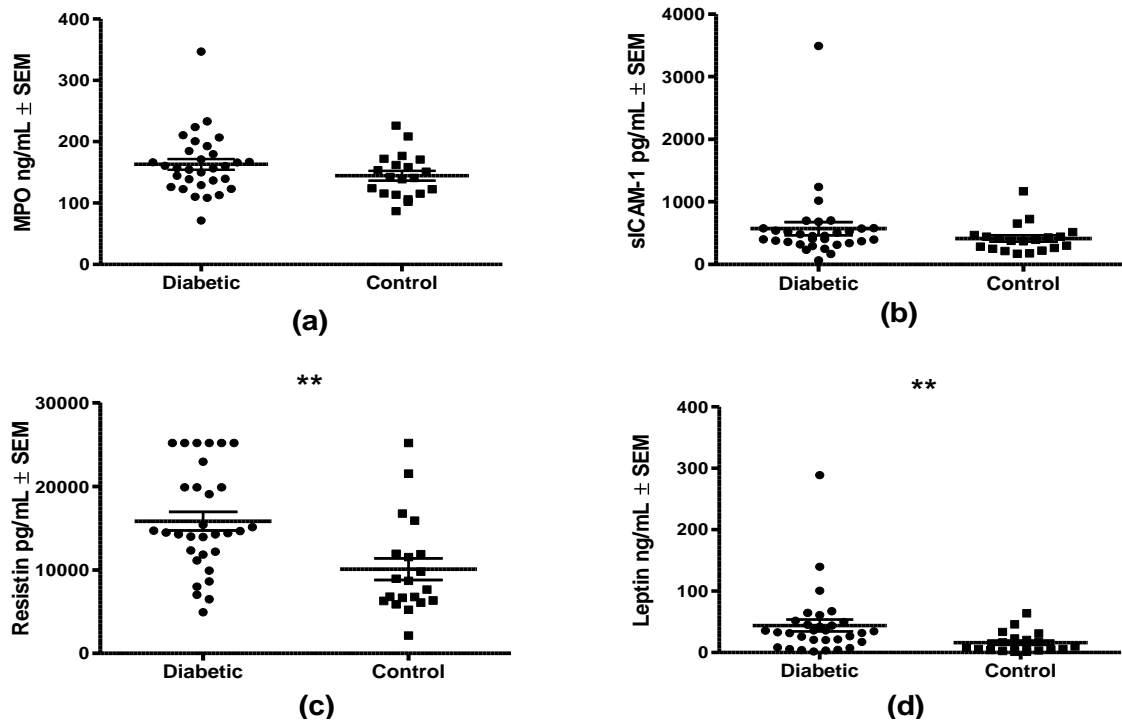 MPO ng/mL ± SEM
400
300
200
100
0
Diabetic Control
(a)
sICAM-1 pg/mL ± SEM
4000
3000
2000
1000
0
Diabetic Control
(b)
**
Resistin pg/mL ± SEM
30000
20000
10000
0
Diabetic Control
(c)
**
Leptin ng/mL ± SEM
400
300
200
100
0
Diabetic Control
(d)